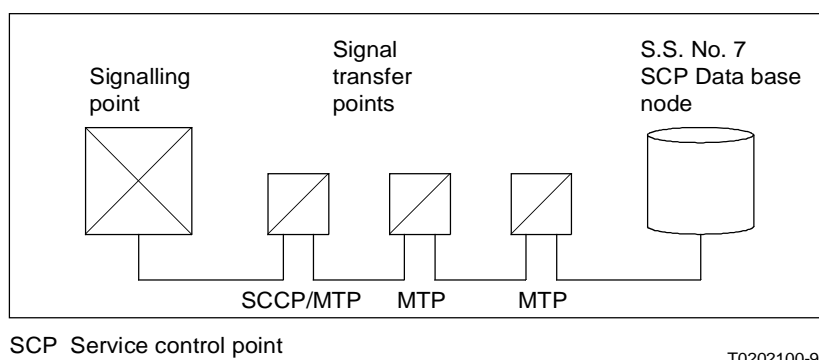 Signalling
point
Signal
transfer
points
S.S. No. 7
SCP Data base
node
SCCP/MTP
MTP
MTP
SCP Service control point
T0202100-9